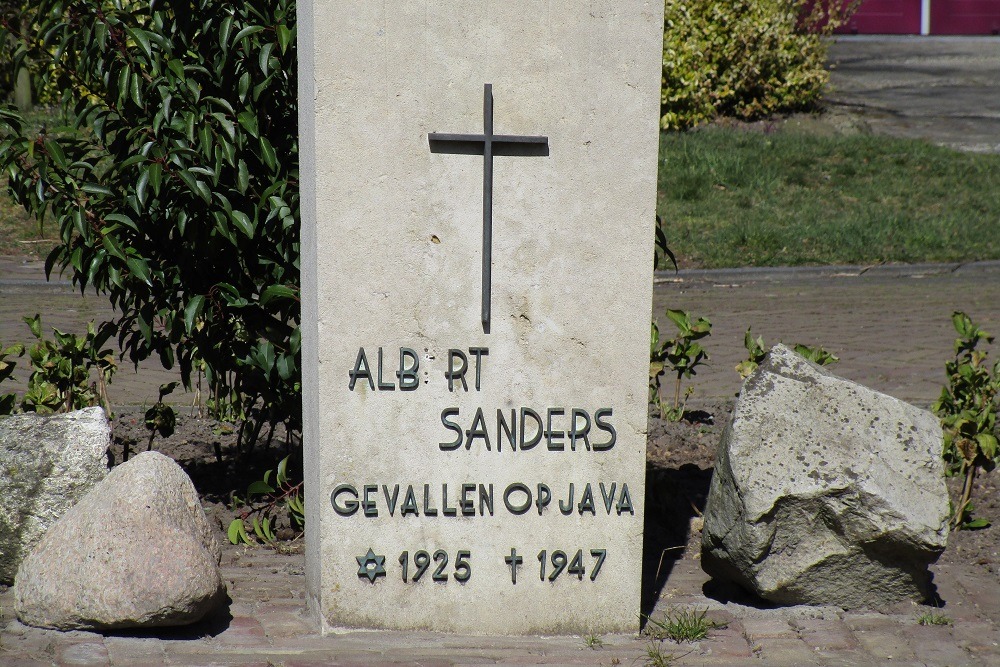 ALB RT
SANDERS
GEVALLEN OP JAVA
✡ 1925 ✝ 1947